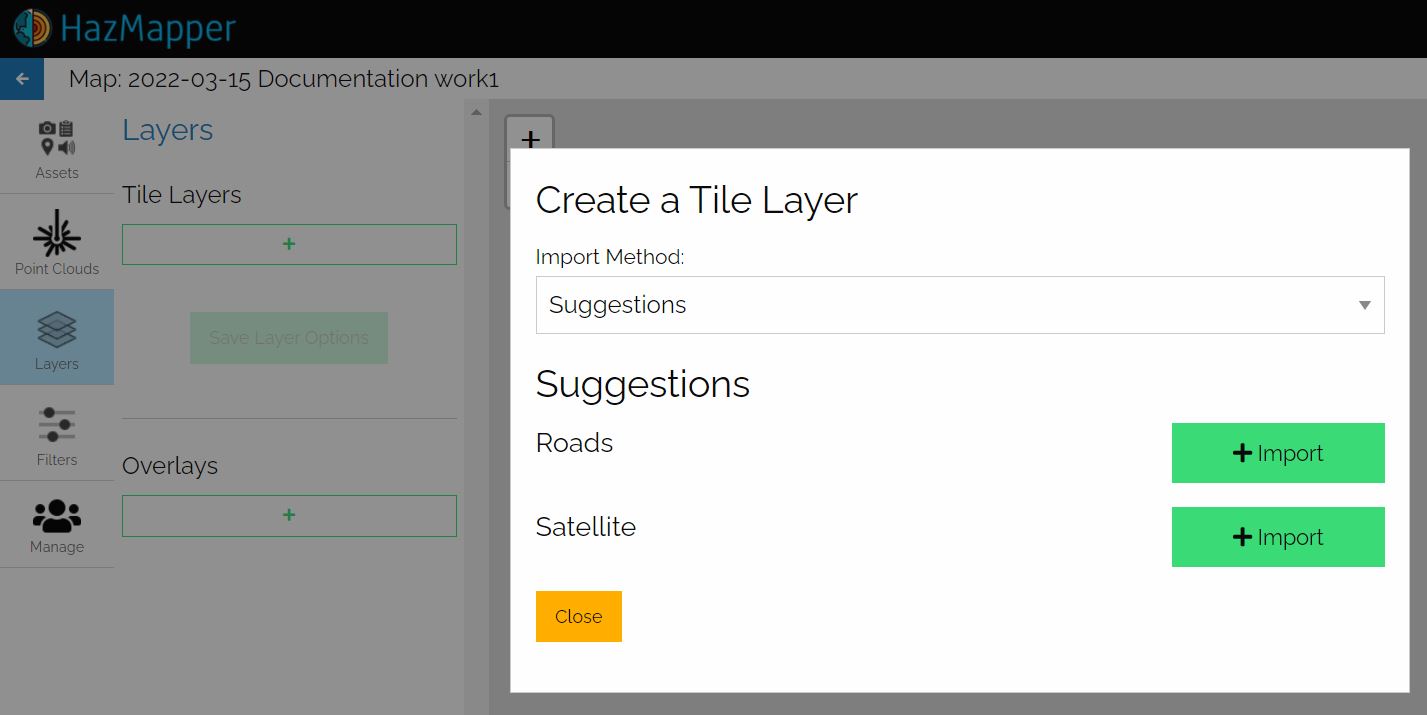 HazMapper
Map: 2022-03-15 Documentation work1
Assets
Point Clouds
Layers
Filters
Manage
Layers
Tile Layers
+
Save Layer Options
Overlays
+
+
Create a Tile Layer
Import Method:
Suggestions
Suggestions
Roads
+ Import
Satellite
+ Import
Close